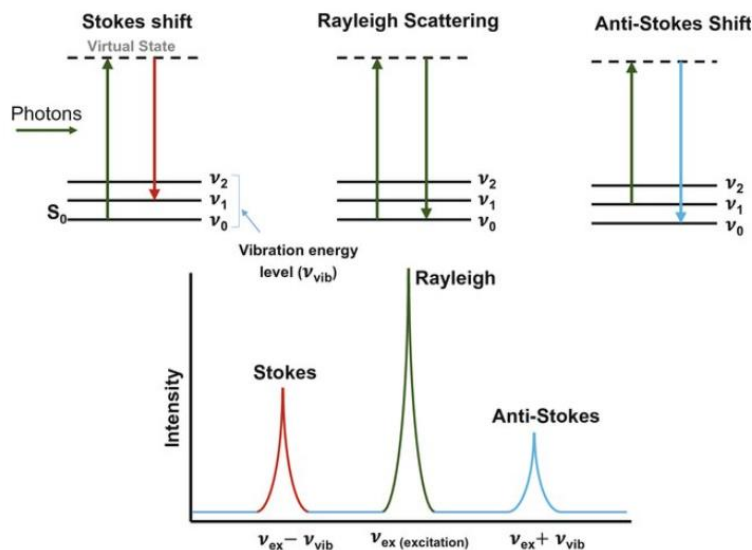 Stokes shift
Rayleigh Scattering
Anti-Stokes Shift
Virtual State
Photons
ν2
ν1
S0
ν0
ν2
ν1
ν0
ν2
ν1
ν0
Vibration energy
level (νvib)
Rayleigh
Stokes
Anti-Stokes
Intensity
νex − νvib
νex (excitation)
νex+ νvib